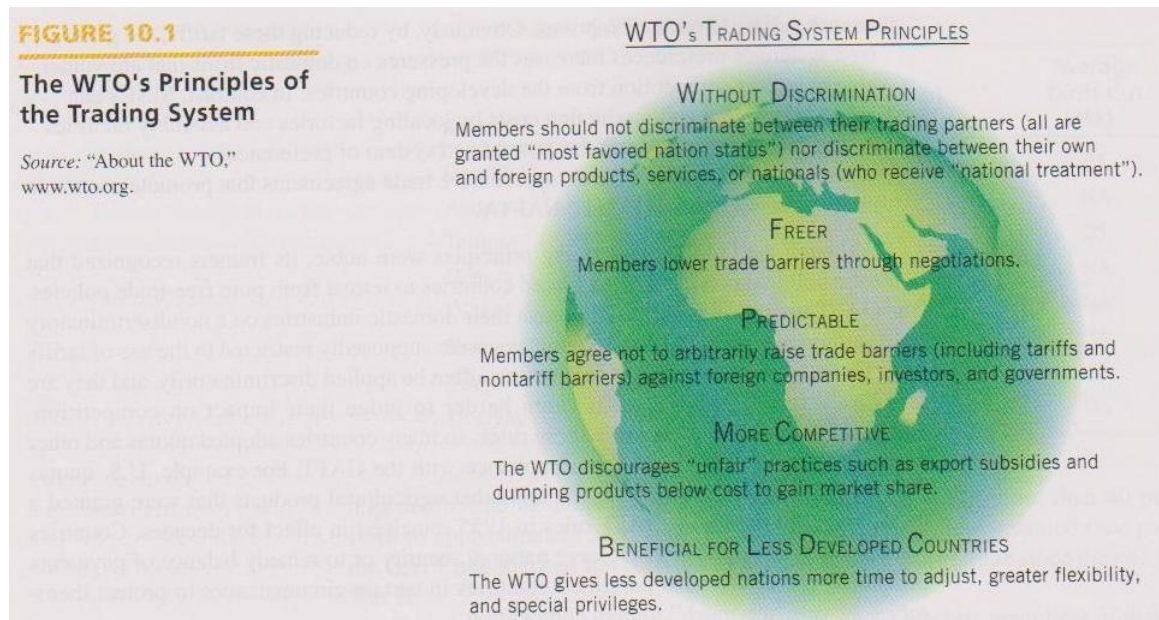 FIGURE 10.1
The WTO's Principles of
the Trading System
Source: "About the WTO,"
www.wto.org.
WTO's TRADING SYSTEM PRINCIPLES
WITHOUT DISCRIMINATION
Members should not discriminate between their trading partners (all are
granted "most favored nation status") nor discriminate between their own
and foreign products, services, or nationals (who receive "national treatment").
FREER
Members lower trade barriers through negotiations.
PREDICTABLE
Members agree not to arbitrarily raise trade barriers (including tariffs and
nontariff barriers) against foreign companies, investors, and governments.
MORE COMPETITIVE
The WTO discourages "unfair" practices such as export subsidies and
dumping products below cost to gain market share.
BENEFICIAL FOR LESS DEVELOPED COUNTRIES
The WTO gives less developed nations more time to adjust, greater flexibility,
and special privileges.